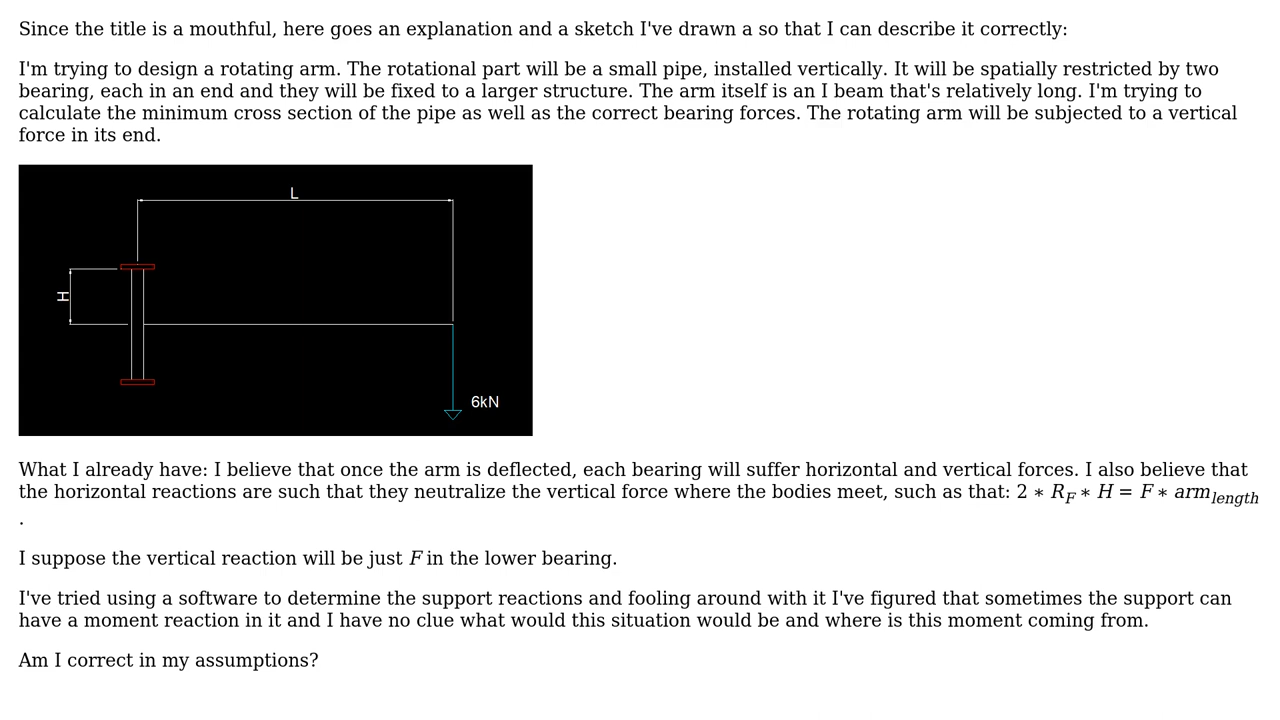 Since the title is a mouthful, here goes an explanation and a sketch I've drawn a so that I can describe it correctly:
I'm trying to design a rotating arm. The rotational part will be a small pipe, installed vertically. It will be spatially restricted by two
bearing, each in an end and they will be fixed to a larger structure. The arm itself is an I beam that's relatively long. I'm trying to
calculate the minimum cross section of the pipe as well as the correct bearing forces. The rotating arm will be subjected to a vertical
force in its end.
L
H
6kN
What I already have: I believe that once the arm is deflected, each bearing will suffer horizontal and vertical forces. I also believe that
the horizontal reactions are such that they neutralize the vertical force where the bodies meet, such as that: 2 ∗ R_F ∗ H = F ∗ arm_length
.
I suppose the vertical reaction will be just F in the lower bearing.
I've tried using a software to determine the support reactions and fooling around with it I've figured that sometimes the support can
have a moment reaction in it and I have no clue what would this situation would be and where is this moment coming from.
Am I correct in my assumptions?